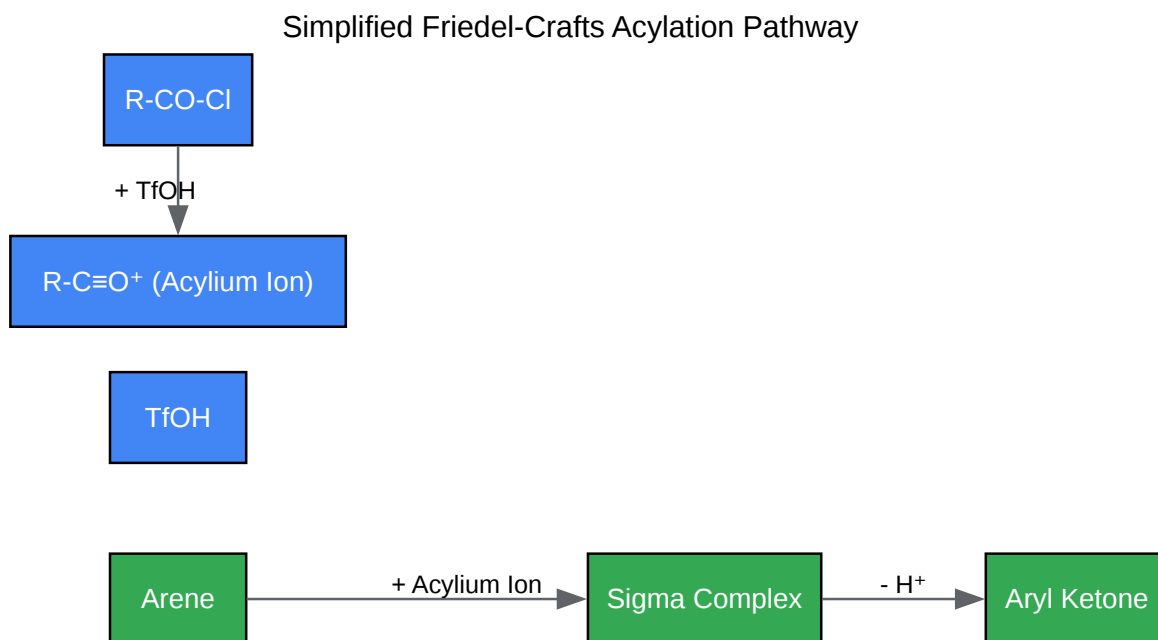 Simplified Friedel-Crafts Acylation Pathway
R-CO-Cl
+ TfOH
R-C≡O⁺ (Acylium Ion)
TfOH
Arene
+ Acylium Ion
Sigma Complex
- H⁺
Aryl Ketone